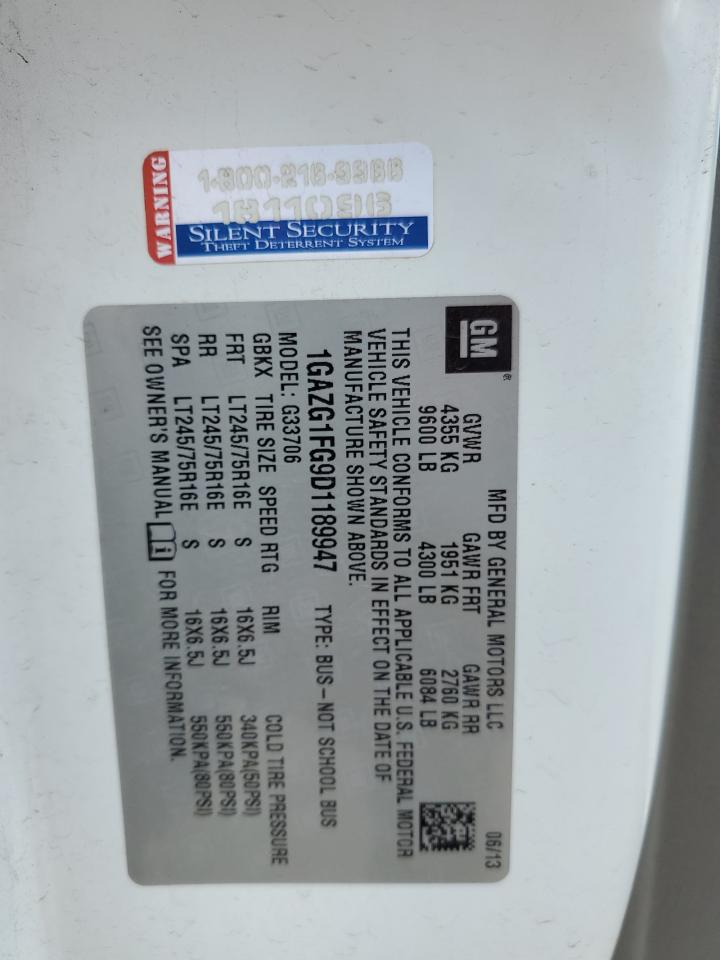 WARNING
1-800-216-9366
1811096
SILENT SECURITY
THEFT DETERRENT SYSTEM
GM®
MFD BY GENERAL MOTORS LLC 06/13
GVWR GAWR FRT GAWR RR
4355 KG 1951 KG 2760 KG
9600 LB 4300 LB 6084 LB
THIS VEHICLE CONFORMS TO ALL APPLICABLE U.S. FEDERAL MOTOR
VEHICLE SAFETY STANDARDS IN EFFECT ON THE DATE OF
MANUFACTURE SHOWN ABOVE.
1GAZG1FG9D1189947 TYPE: BUS-NOT SCHOOL BUS
MODEL: G33706
GBKX TIRE SIZE SPEED RTG RIM COLD TIRE PRESSURE
FRT LT245/75R16E S 16X6.5J 340KPA(50PSI)
RR LT245/75R16E S 16X6.5J 550KPA(80PSI)
SPA LT245/75R16E S 16X6.5J 550KPA(80PSI)
SEE OWNER'S MANUAL FOR MORE INFORMATION.